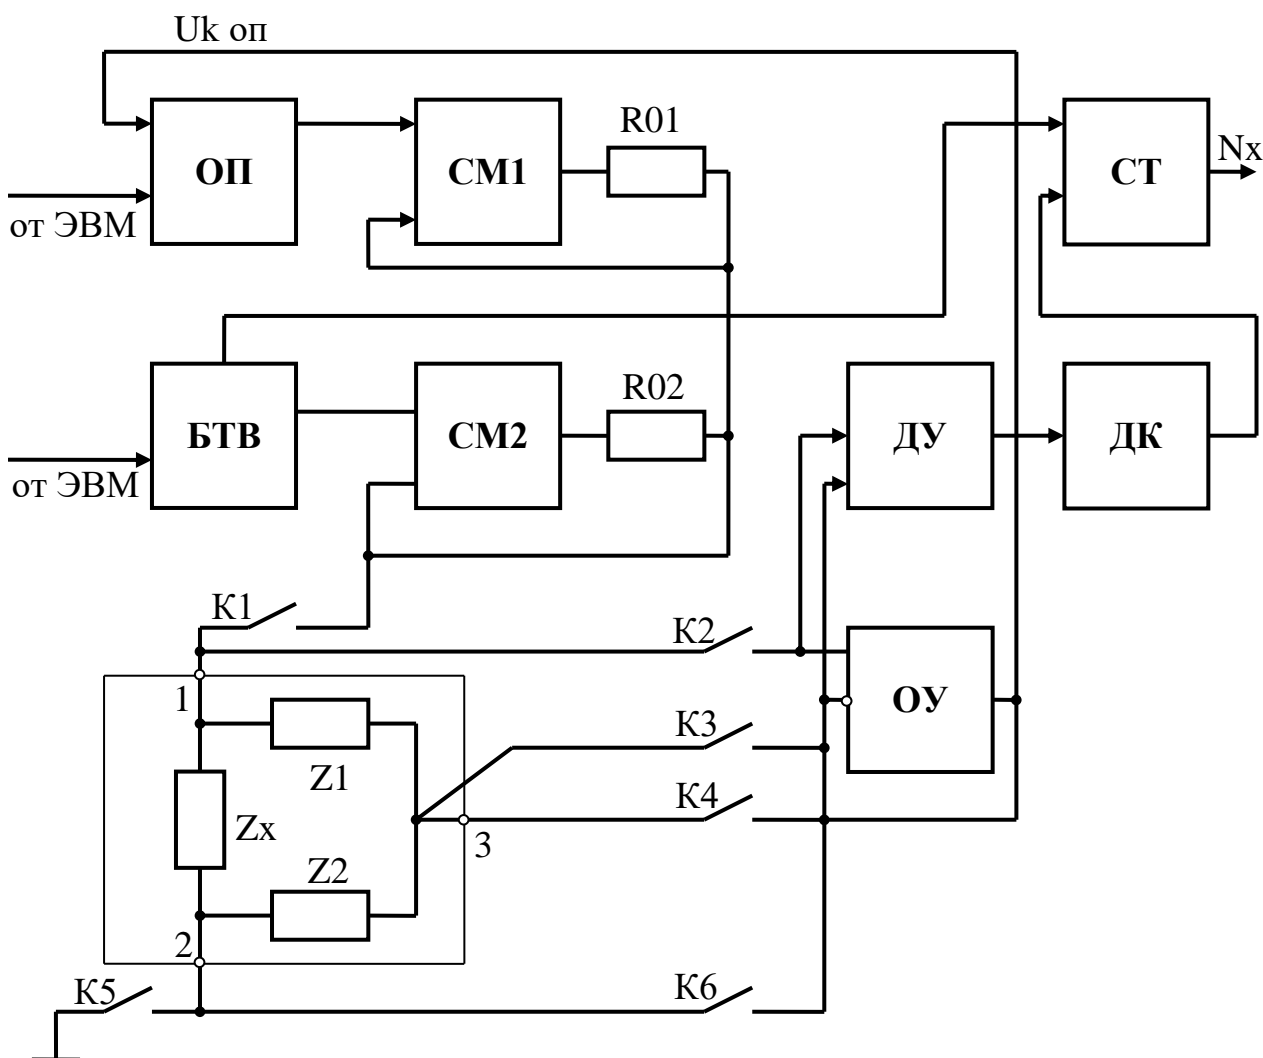 Uk оп
ОП
СМ1
R01
СТ
Nx
от ЭВМ
БТВ
СМ2
R02
ДУ
ДК
от ЭВМ
К1
К2
ОУ
1
Z1
К3
Zx
К4
3
Z2
2
К5
К6